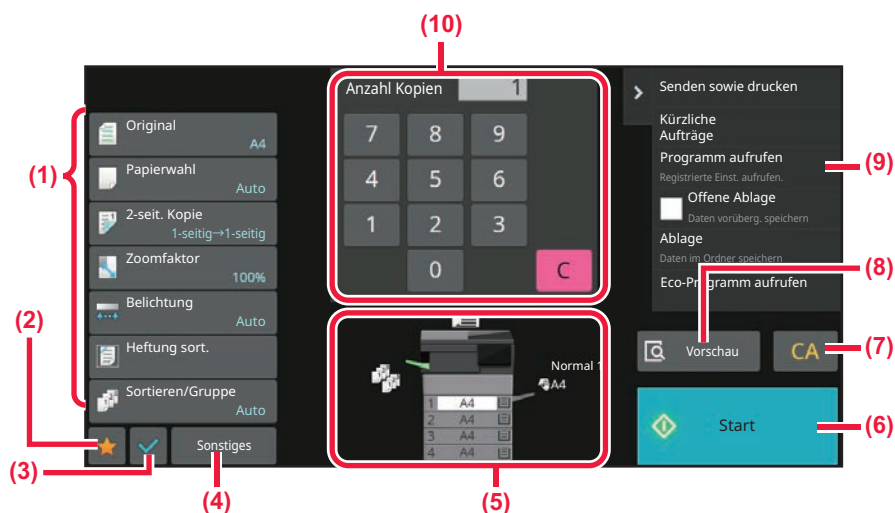 (10)
Anzahl Kopien 1
7 8 9
4 5 6
1 2 3
0 C
(1)
Original
A4
Papierwahl
Auto
2-seit. Kopie
1-seitig→1-seitig
Zoomfaktor
100%
Belichtung
Auto
Heftung sort.
Sortieren/Gruppe
Auto
(2)
(3)
Sonstiges
(4)
Normal 1
A4
1 A4
2 A4
3 A4
4 A4
(5)
Senden sowie drucken
Kürzliche
Aufträge
Programm aufrufen
Registrierte Einst. aufrufen.
Offene Ablage
Daten vorüberg. speichern
Ablage
Daten im Ordner speichern
Eco-Programm aufrufen
(9)
(8)
Vorschau
CA
(7)
Start
(6)